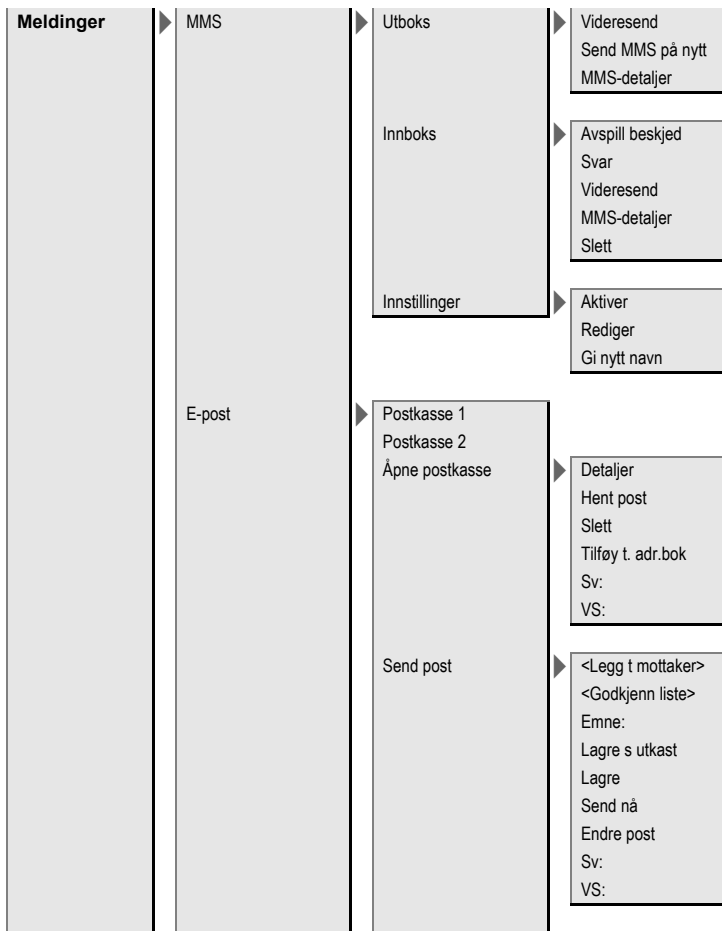 Meldinger
MMS
Utboks
Videresend
Send MMS på nytt
MMS-detaljer
Innboks
Avspill beskjed
Svar
Videresend
MMS-detaljer
Slett
Innstillinger
Aktiver
Rediger
Gi nytt navn
E-post
Postkasse 1
Postkasse 2
Åpne postkasse
Detaljer
Hent post
Slett
Tilføy t. adr.bok
Sv:
VS:
Send post
<Legg t mottaker>
<Godkjenn liste>
Emne:
Lagre s utkast
Lagre
Send nå
Endre post
Sv:
VS: